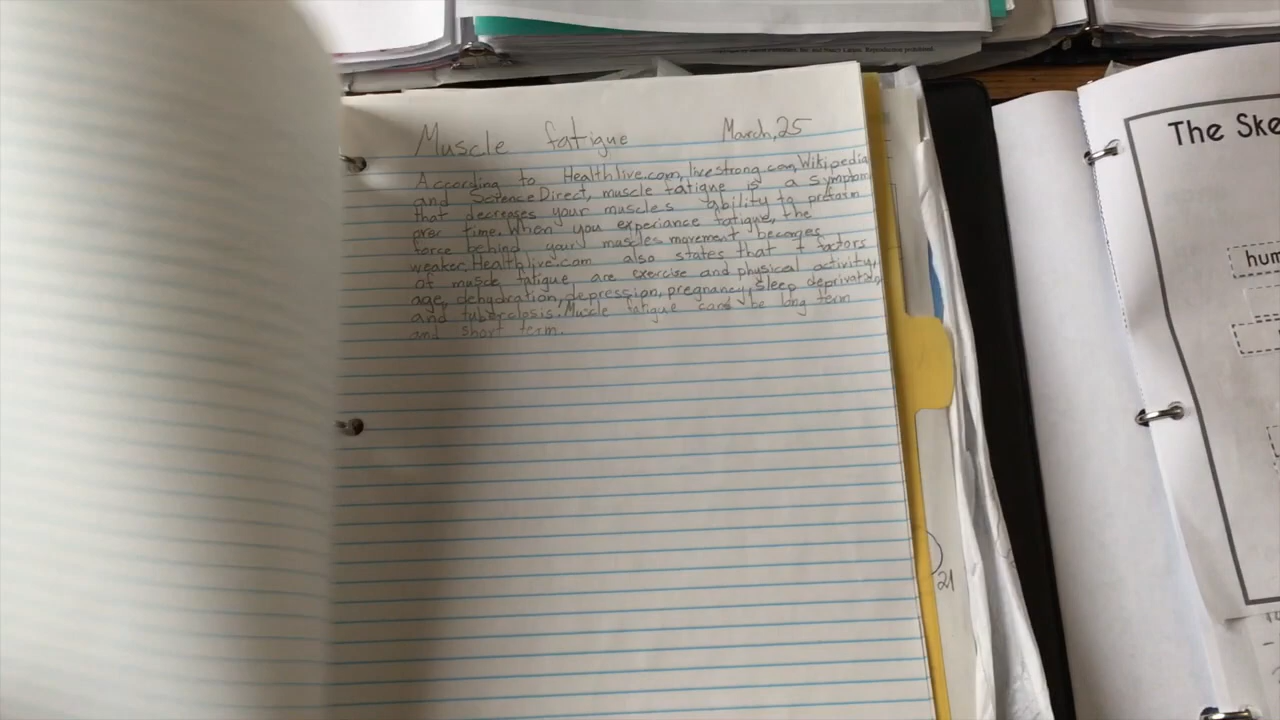 Muscle fatigue March, 25
According to Healthlive.com, livestrong.com, Wikipedia
and ScienceDirect, muscle fatigue is a symptom
that decreases your muscles ability to preform
over time. When you experiance fatigue, the
force behind your muscles movement becomes
weaker. Healthlive.com also states that 7 factors
of muscle fatigue are exercise and physical activity,
age, dehydration, depression, pregnancy, sleep deprivation,
and tuberculosis. Muscle fatigue can be long term
and short term.
21
The Ske
hum